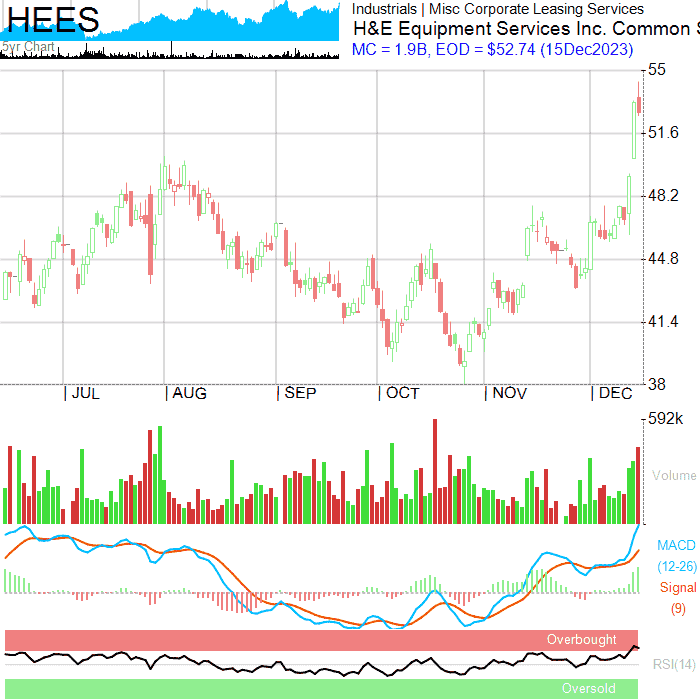 HEES
5yr Chart
Industrials | Misc Corporate Leasing Services
H&E Equipment Services Inc. Common S
MC = 1.9B, EOD = $52.74 (15Dec2023)
55
51.6
48.2
44.8
41.4
38
| JUL | AUG | SEP | OCT | NOV | DEC
592k
Volume
MACD
(12-26)
Signal
(9)
Overbought
RSI(14)
Oversold